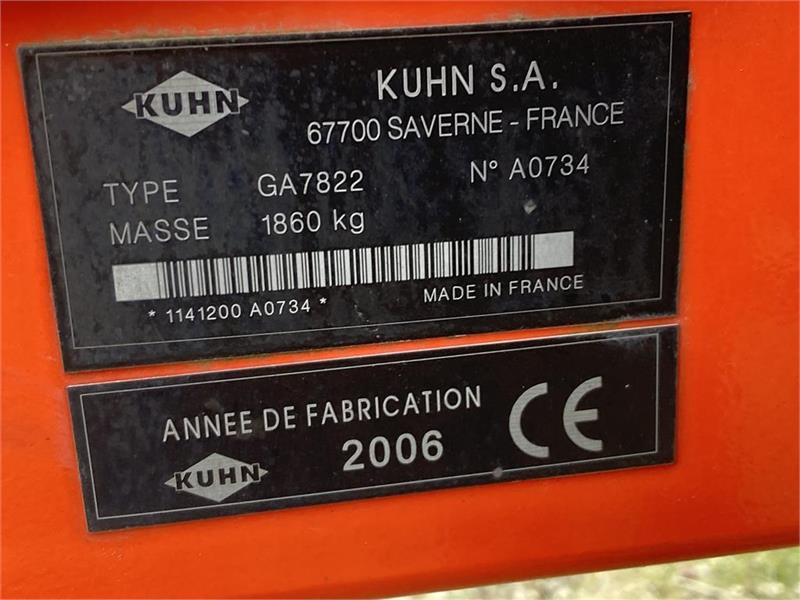 KUHN
KUHN S.A.
67700 SAVERNE - FRANCE
TYPE GA7822 N° A0734
MASSE 1860 kg
* 1141200 A0734 * MADE IN FRANCE
ANNEE DE FABRICATION
2006
KUHN
CE